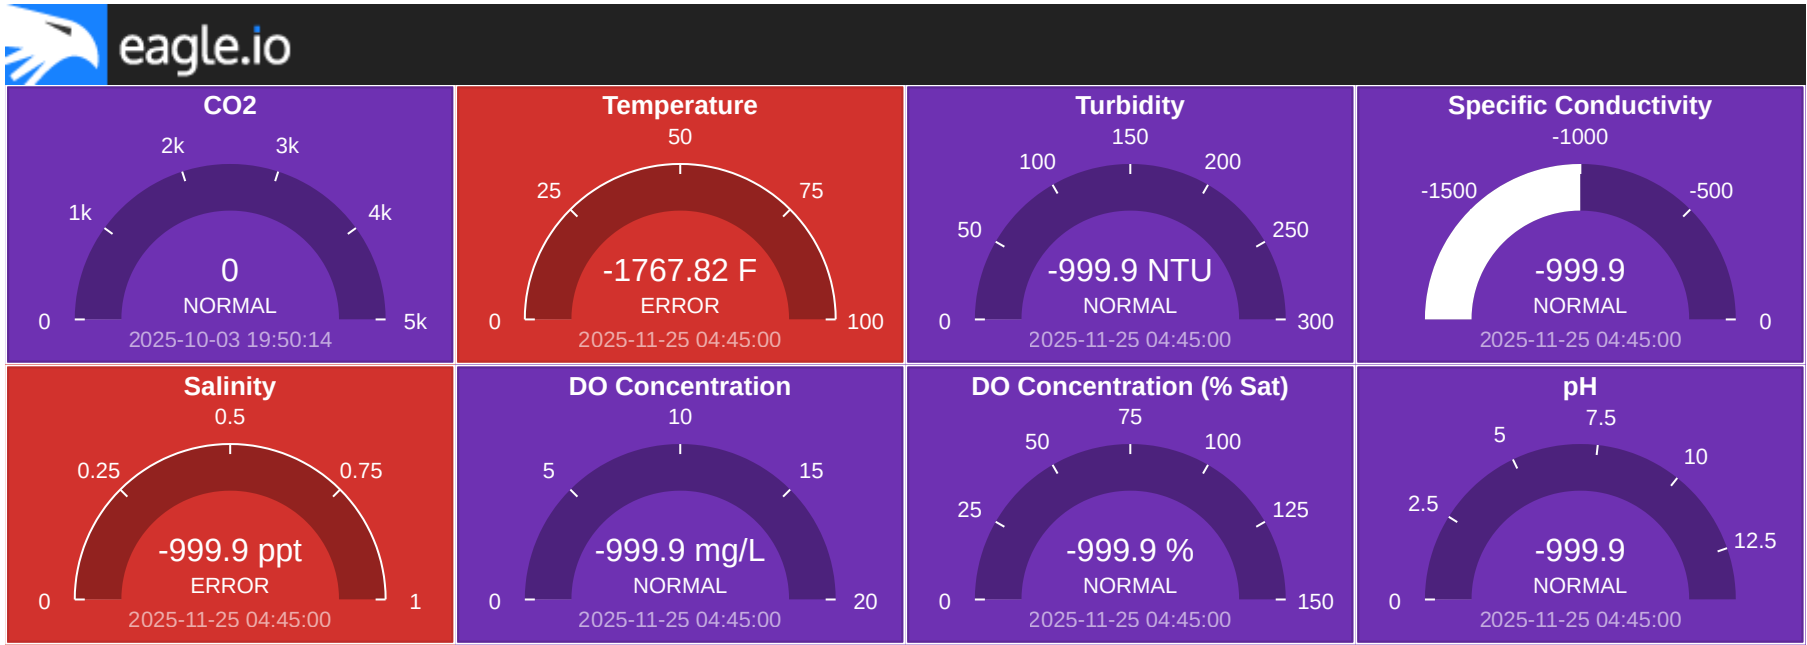 eagle.io
CO2
2k
3k
1k
4k
0
NORMAL
0
5k
2025-10-03 19:50:14
Temperature
50
25
75
-1767.82 F
ERROR
0
100
2025-11-25 04:45:00
Turbidity
150
100
200
50
250
-999.9 NTU
NORMAL
0
300
2025-11-25 04:45:00
Specific Conductivity
-1000
-1500
-500
-999.9
NORMAL
0
2025-11-25 04:45:00
Salinity
0.5
0.25
0.75
-999.9 ppt
ERROR
0
1
2025-11-25 04:45:00
DO Concentration
10
5
15
-999.9 mg/L
NORMAL
0
20
2025-11-25 04:45:00
DO Concentration (% Sat)
75
50
100
25
125
-999.9 %
NORMAL
0
150
2025-11-25 04:45:00
pH
7.5
5
10
2.5
12.5
-999.9
NORMAL
0
2025-11-25 04:45:00